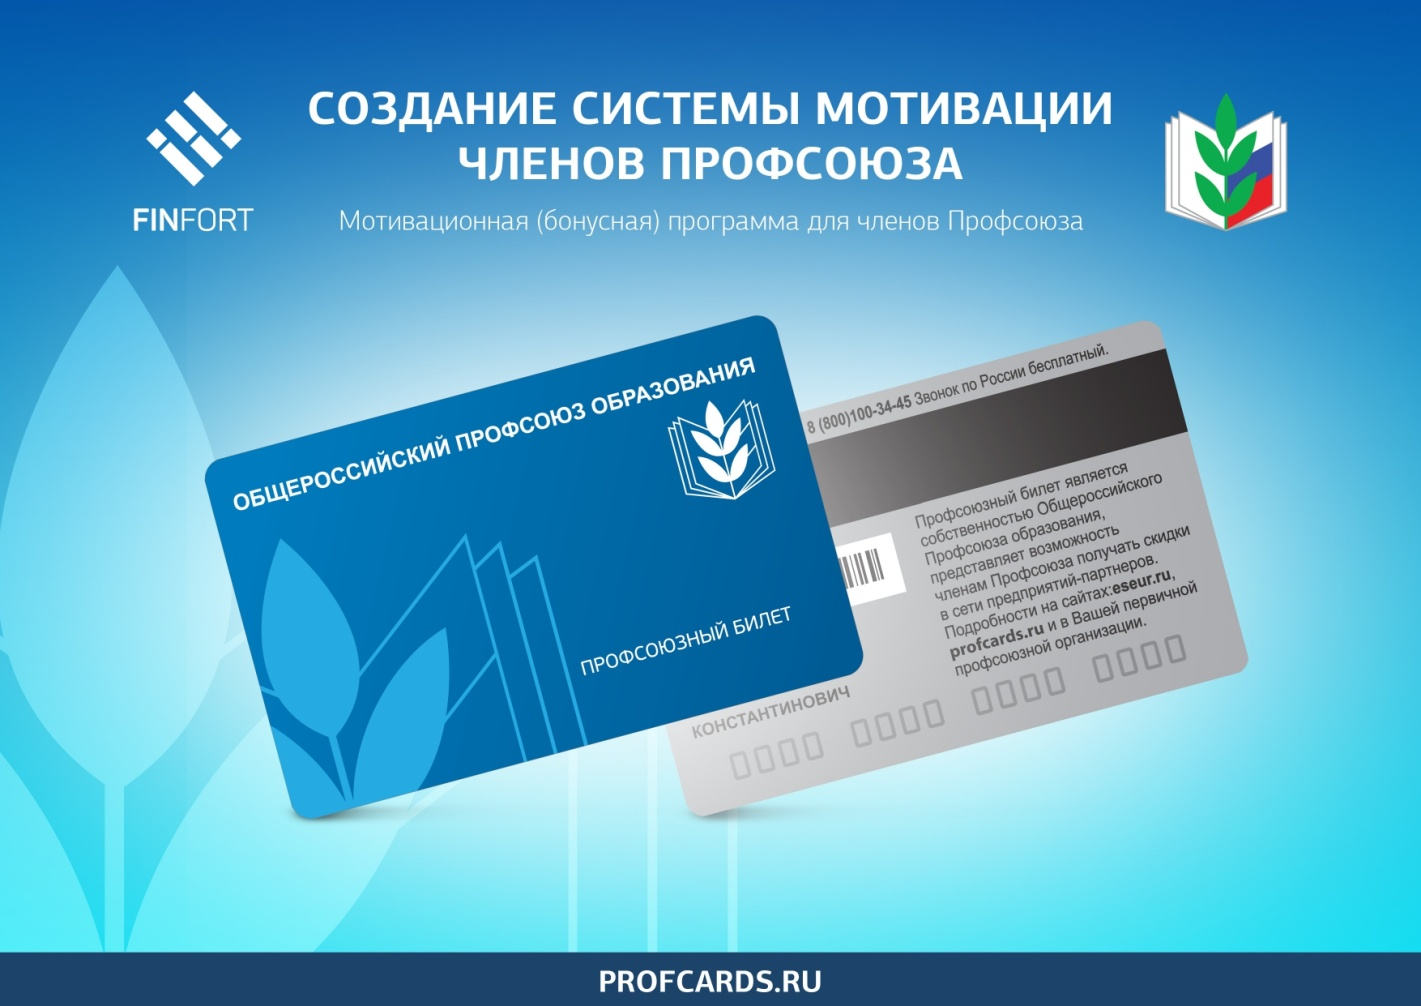 СОЗДАНИЕ СИСТЕМЫ МОТИВАЦИИ
ЧЛЕНОВ ПРОФСОЮЗА
Мотивационная (бонусная) программа для членов Профсоюза
FINFORT
ОБЩЕРОССИЙСКИЙ ПРОФСОЮЗ ОБРАЗОВАНИЯ
ПРОФСОЮЗНЫЙ БИЛЕТ
8 (800)100-34-45 Звонок по России бесплатный.
Профсоюзный билет является
собственностью Общероссийского
Профсоюза образования,
представляет возможность
членам Профсоюза получать скидки
в сети предприятий-партнеров.
Подробности на сайтах:eseur.ru,
profcards.ru и в Вашей первичной
профсоюзной организации.
КОНСТАНТИНОВИЧ
0000 0000 0000 0000
PROFCARDS.RU